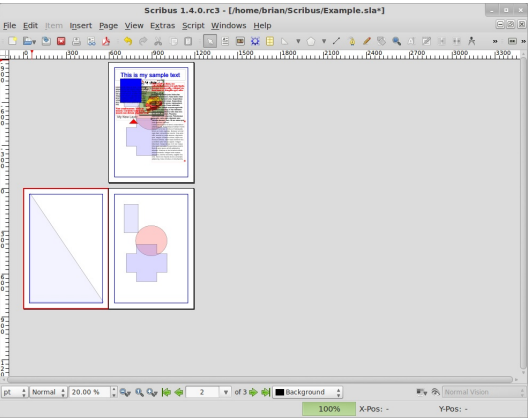 Scribus 1.4.0.rc3 - [/home/brian/Scribus/Example.sla*]
File Edit Item Insert Page View Extras Script Windows Help
0 300 600 900 1200 1500 1800 2100 2400 2700 3000 3300
This is my sample text
pt Normal 20.00 % 2 of 3 Background Normal Vision
100% X-Pos: - Y-Pos: -